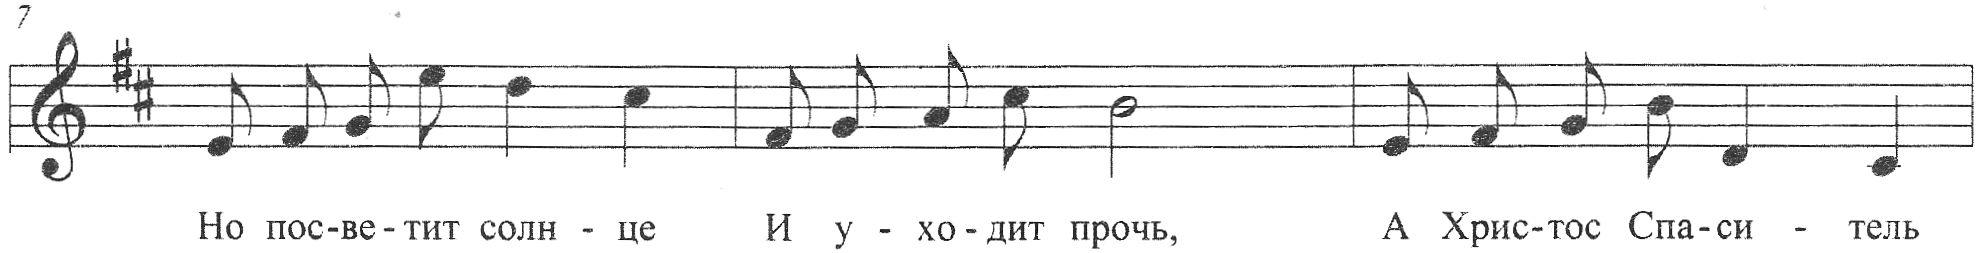 7
Но пос-ве-тит солн - це И у - хо-дит прочь, А Хрис-тос Спа-си - тель